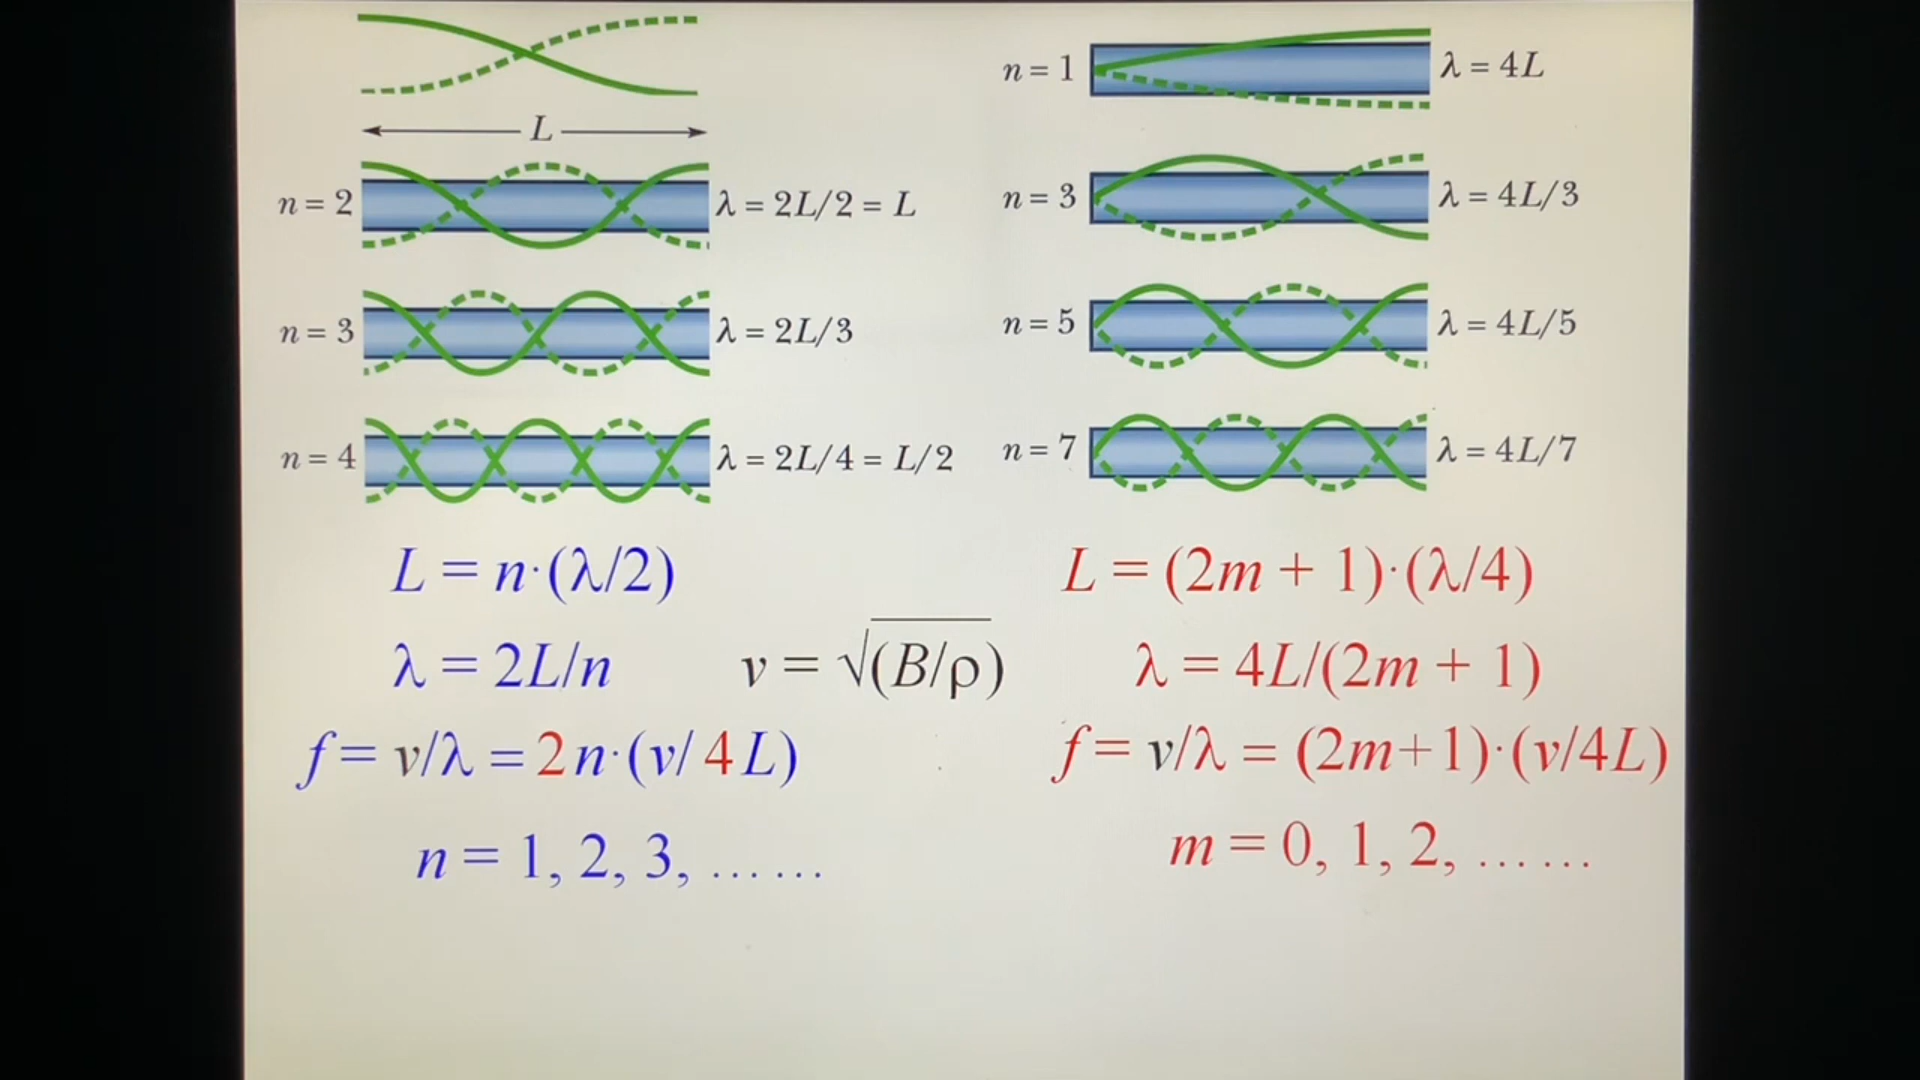 L
n = 2
λ = 2L/2 = L
n = 3
λ = 2L/3
n = 4
λ = 2L/4 = L/2
L = n·(λ/2)
λ = 2L/n
f = v/λ = 2n·(v/4L)
n = 1, 2, 3, ……
v = √(B/ρ)
n = 1
λ = 4L
n = 3
λ = 4L/3
n = 5
λ = 4L/5
n = 7
λ = 4L/7
L = (2m + 1)·(λ/4)
λ = 4L/(2m + 1)
f = v/λ = (2m+1)·(v/4L)
m = 0, 1, 2, ……